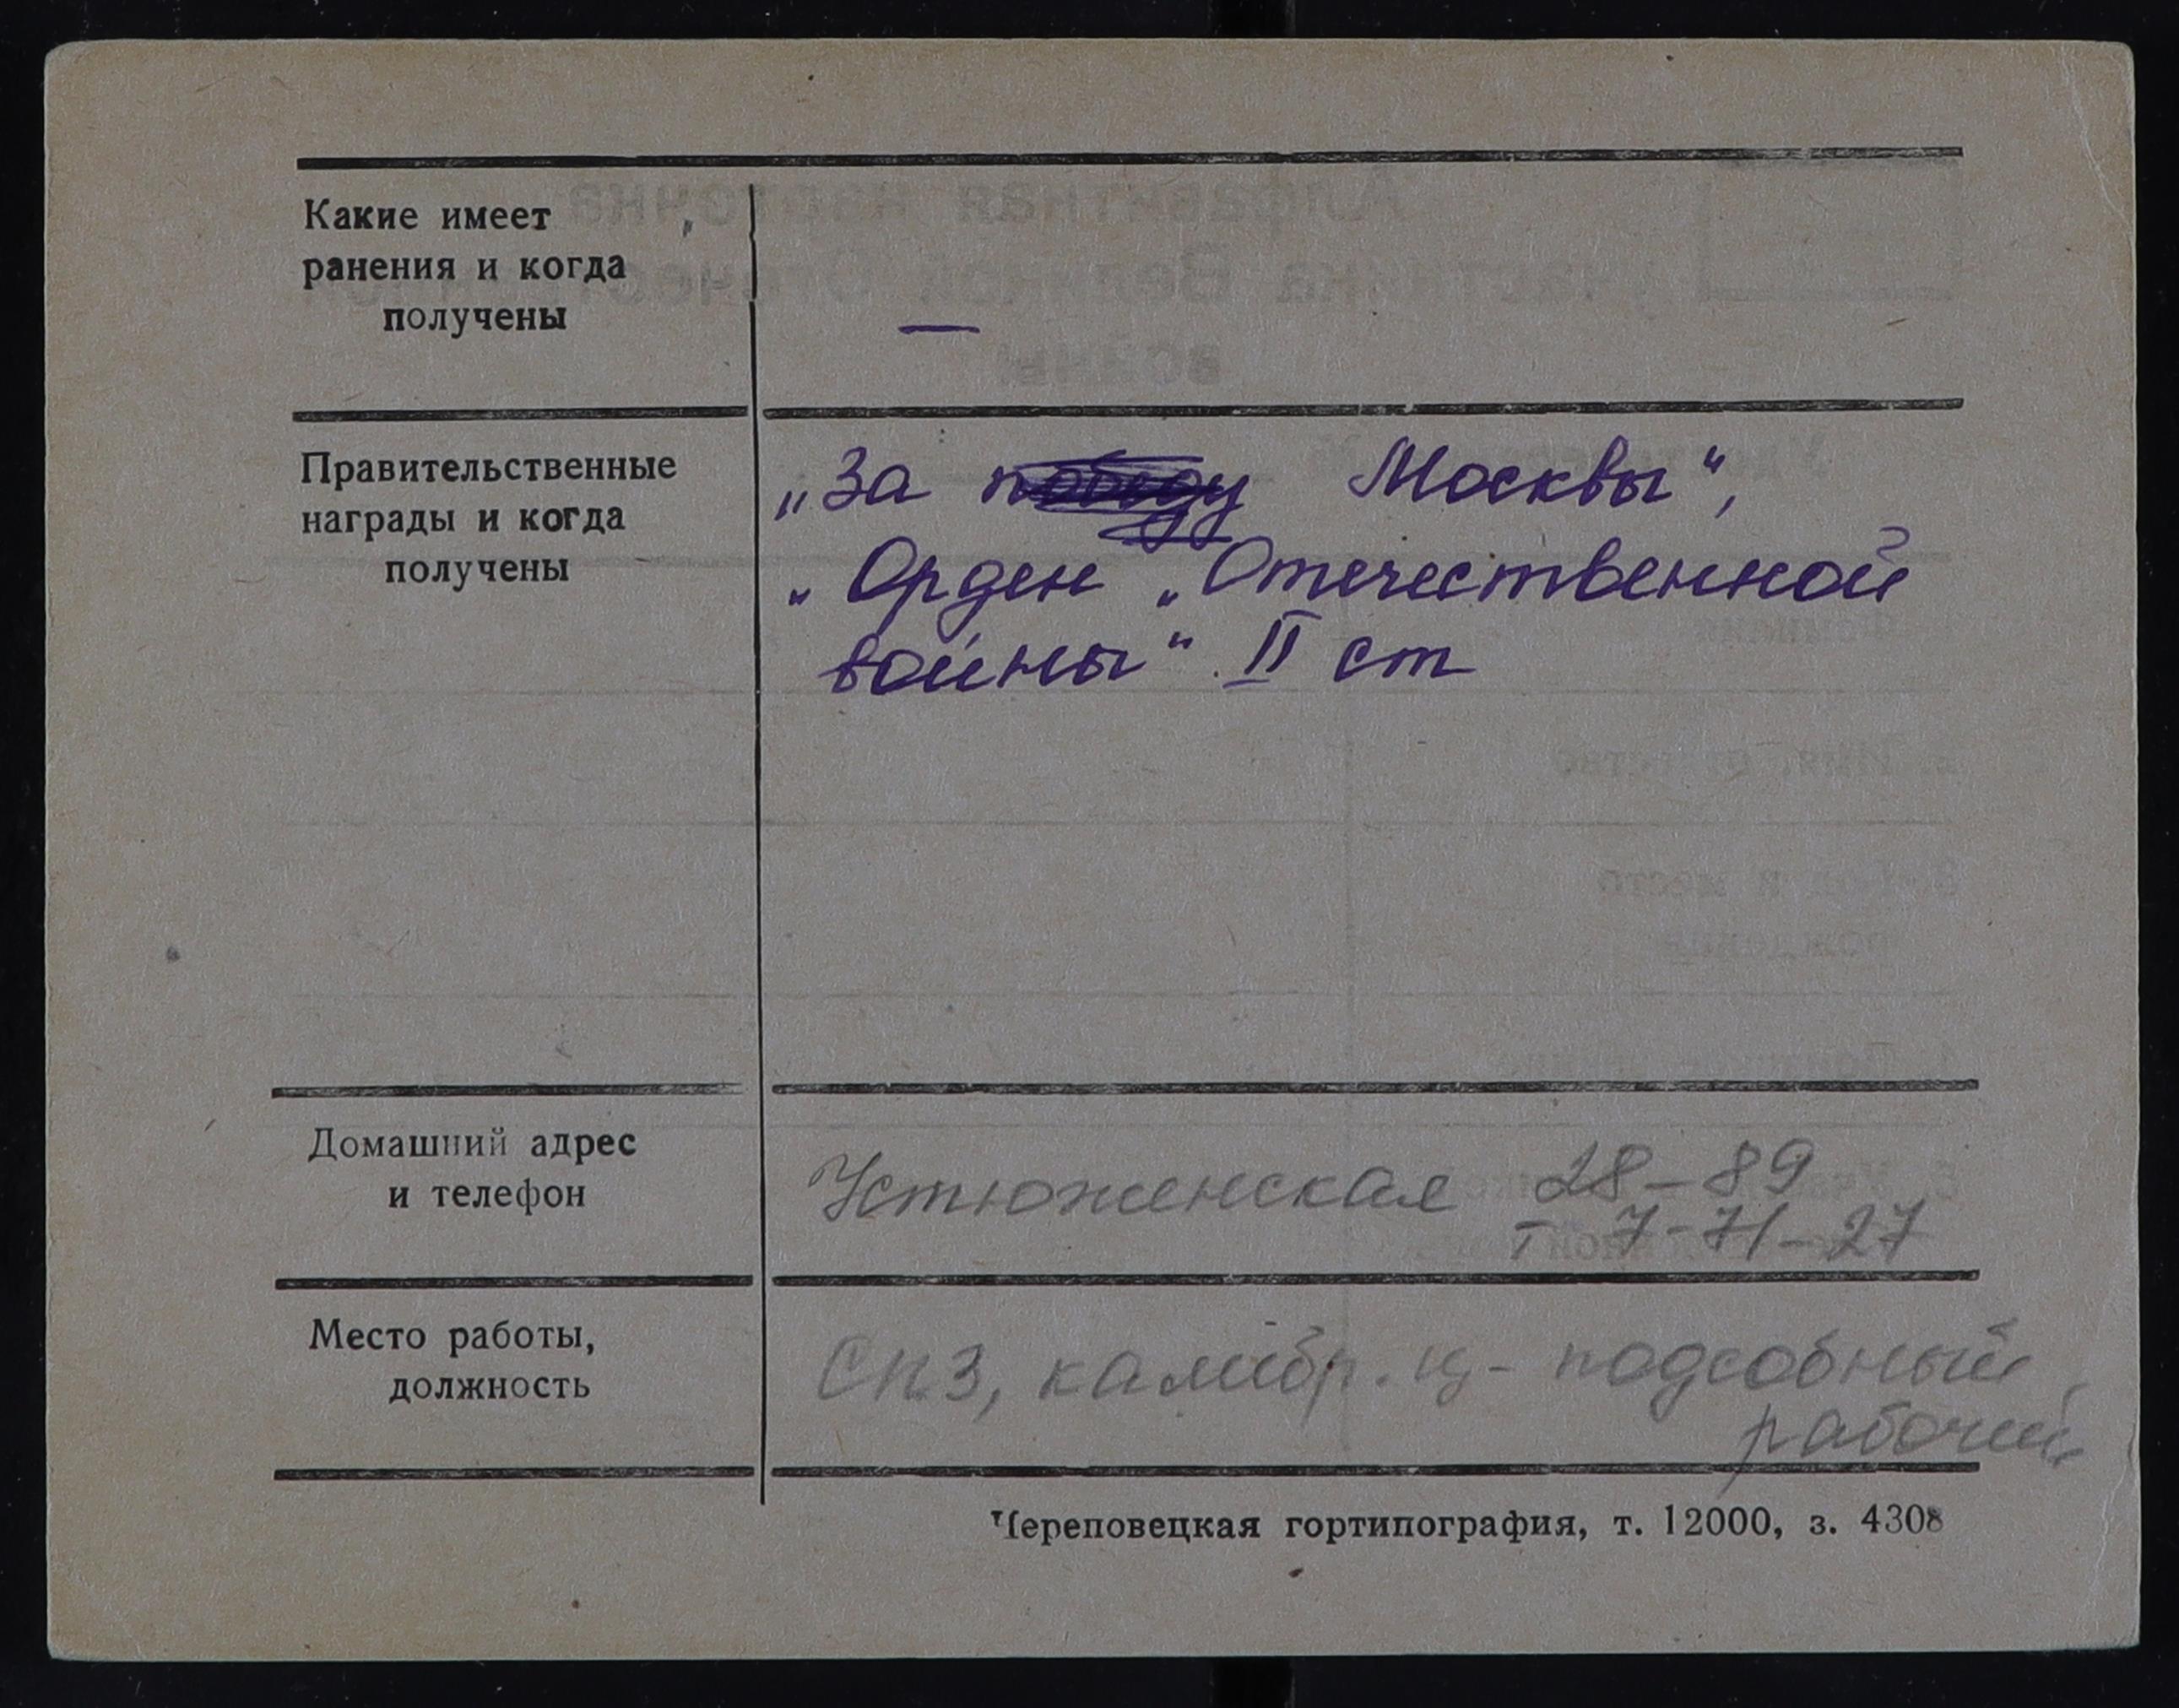 Какие имеет
ранения и когда
получены
—
Правительственные
награды и когда
получены
„За победу Москвы“,
„Орден „Отечественной
войны“ II ст
Домашний адрес
и телефон
Устюженская 28-89
т 7-71-27
Место работы,
должность
СПЗ, калибр. ц - подсобный
рабочий
Череповецкая гортипография, т. 12000, з. 4308